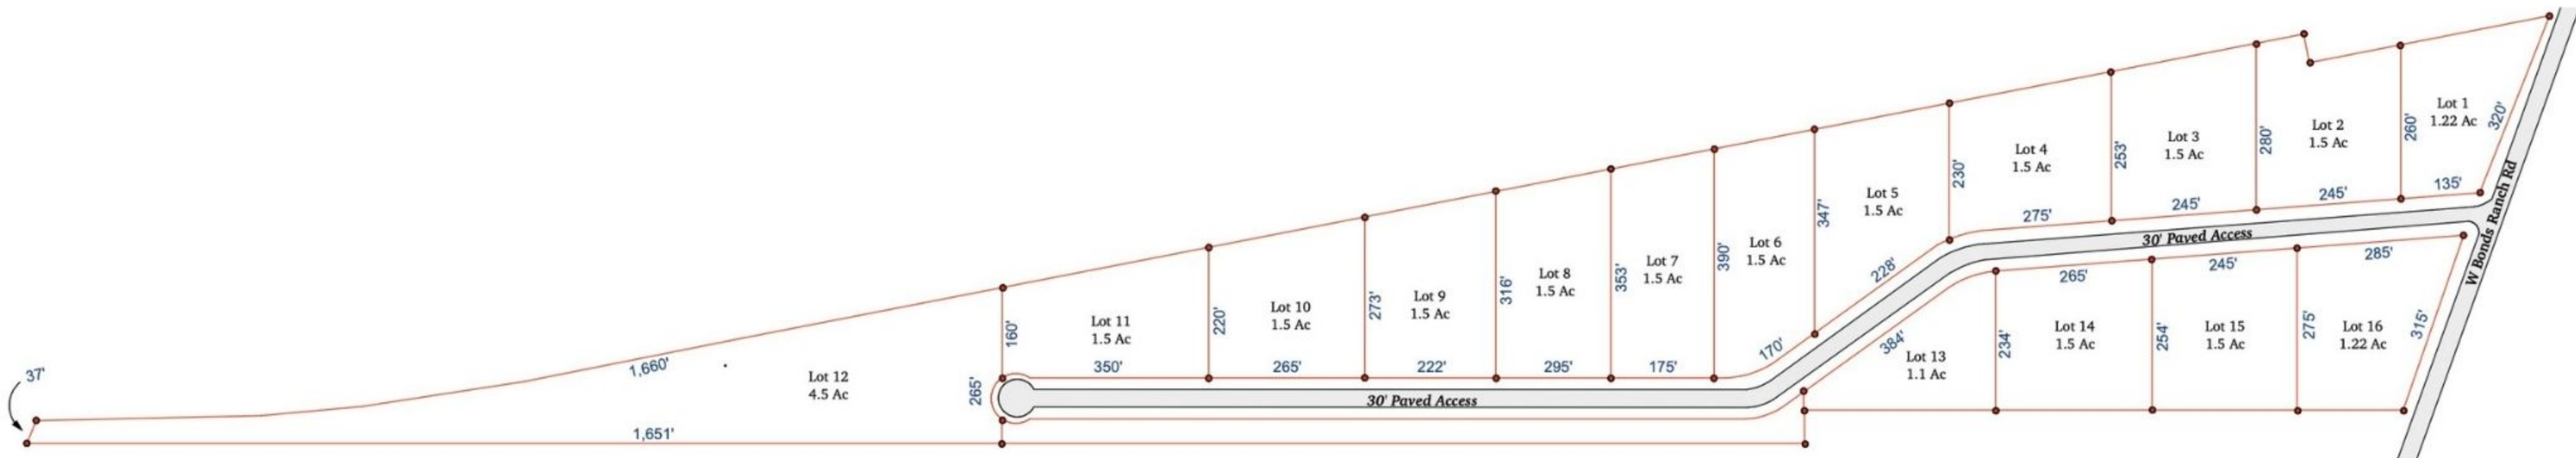 37'
1,660'
1,651'
Lot 12
4.5 Ac
265'
160'
Lot 11
1.5 Ac
350'
220'
Lot 10
1.5 Ac
265'
273'
Lot 9
1.5 Ac
222'
316'
Lot 8
1.5 Ac
295'
353'
Lot 7
1.5 Ac
175'
390'
Lot 6
1.5 Ac
170'
347'
Lot 5
1.5 Ac
228'
230'
Lot 4
1.5 Ac
275'
253'
Lot 3
1.5 Ac
245'
280'
Lot 2
1.5 Ac
245'
260'
Lot 1
1.22 Ac
135'
320'
30' Paved Access
30' Paved Access
W Bonds Ranch Rd
384'
Lot 13
1.1 Ac
234'
265'
Lot 14
1.5 Ac
254'
245'
Lot 15
1.5 Ac
275'
285'
Lot 16
1.22 Ac
315'